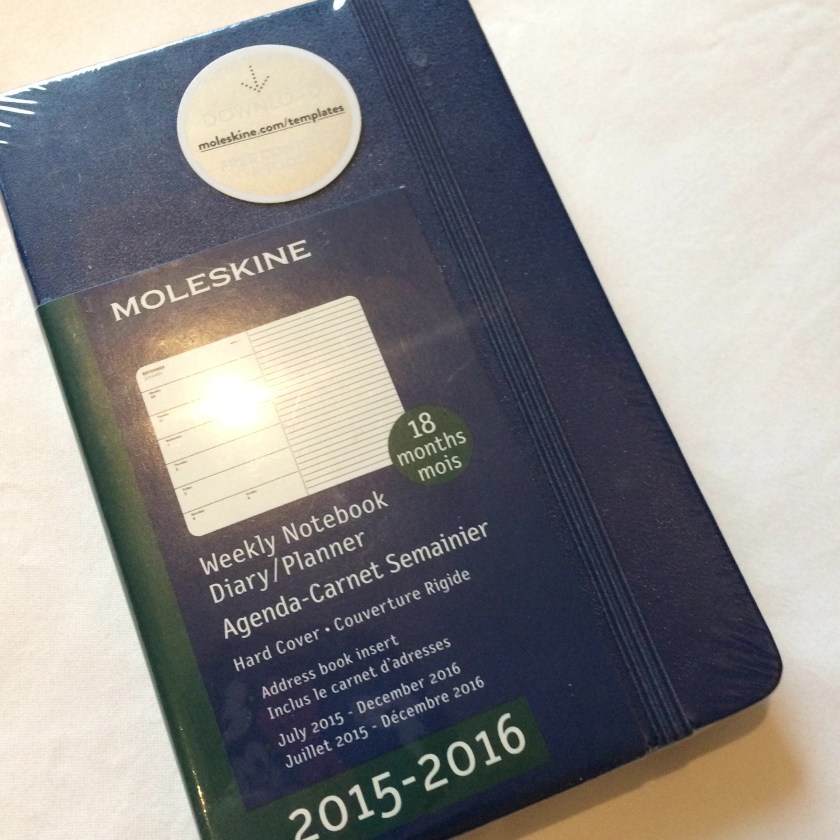 moleskine.com/templates
MOLESKINE
18
months
mois
Weekly Notebook
Diary/Planner
Agenda-Carnet Semainier
Hard Cover • Couverture Rigide
Address book insert
Inclus le carnet d'adresses
July 2015 - December 2016
Juillet 2015 - Décembre 2016
2015-2016